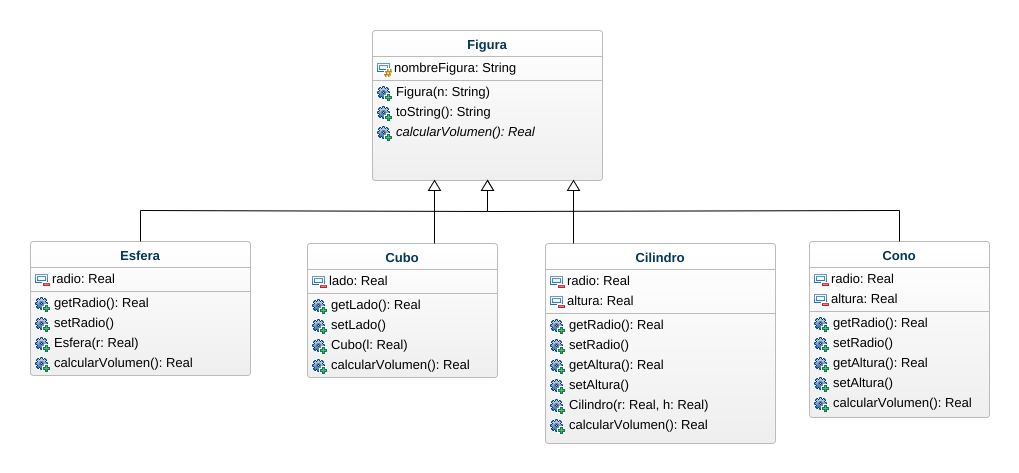 Figura
nombreFigura: String
Figura(n: String)
toString(): String
calcularVolumen(): Real
Esfera
radio: Real
getRadio(): Real
setRadio()
Esfera(r: Real)
calcularVolumen(): Real
Cubo
lado: Real
getLado(): Real
setLado()
Cubo(l: Real)
calcularVolumen(): Real
Cilindro
radio: Real
altura: Real
getRadio(): Real
setRadio()
getAltura(): Real
setAltura()
Cilindro(r: Real, h: Real)
calcularVolumen(): Real
Cono
radio: Real
altura: Real
getRadio(): Real
setRadio()
getAltura(): Real
setAltura()
calcularVolumen(): Real